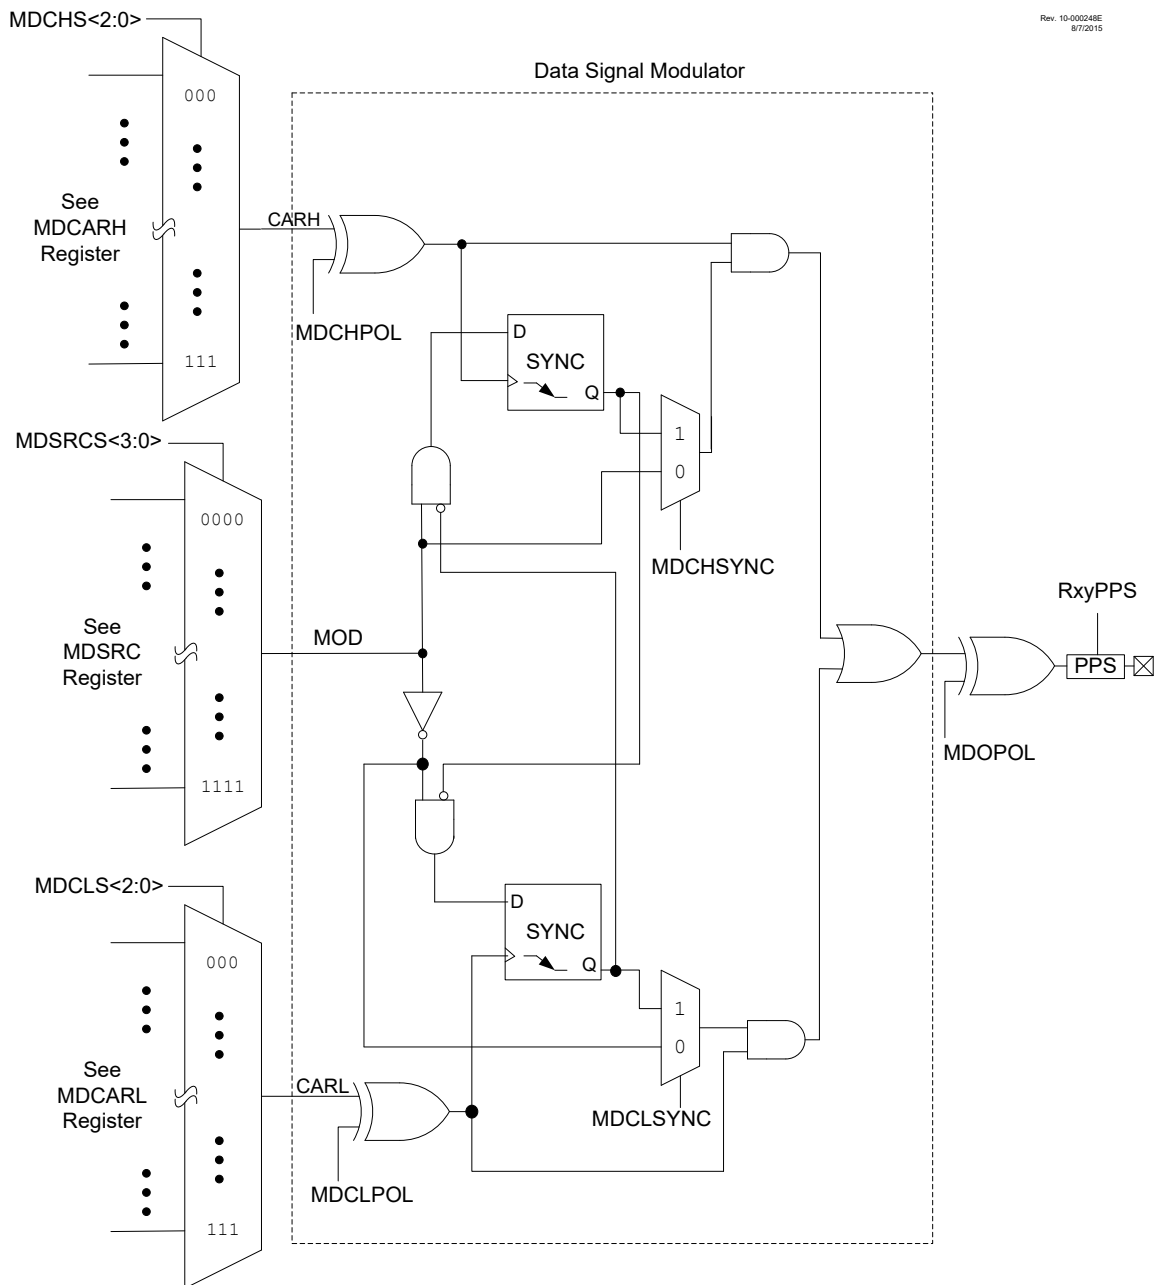 MDCHS<2:0>
Rev. 10-000248E
8/7/2015
Data Signal Modulator
000
See
MDCARH
Register
CARH
MDCHPOL
111
D
SYNC
Q
1
0
MDCHSYNC
MDSRCS<3:0>
0000
See
MDSRC
Register
MOD
1111
RxyPPS
PPS
MDOPOL
MDCLS<2:0>
000
D
SYNC
Q
1
0
MDCLSYNC
See
MDCARL
Register
CARL
MDCLPOL
111